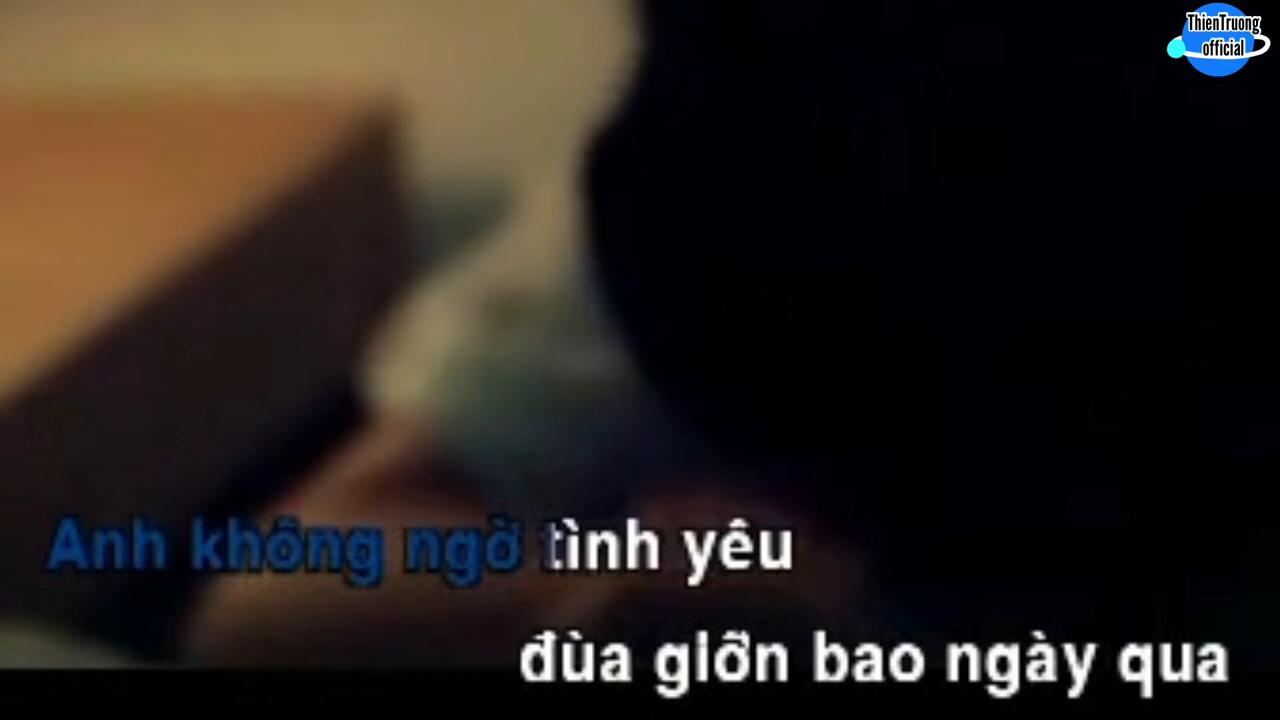 ThienTruong
official
Anh không ngờ tình yêu
đùa giỡn bao ngày qua